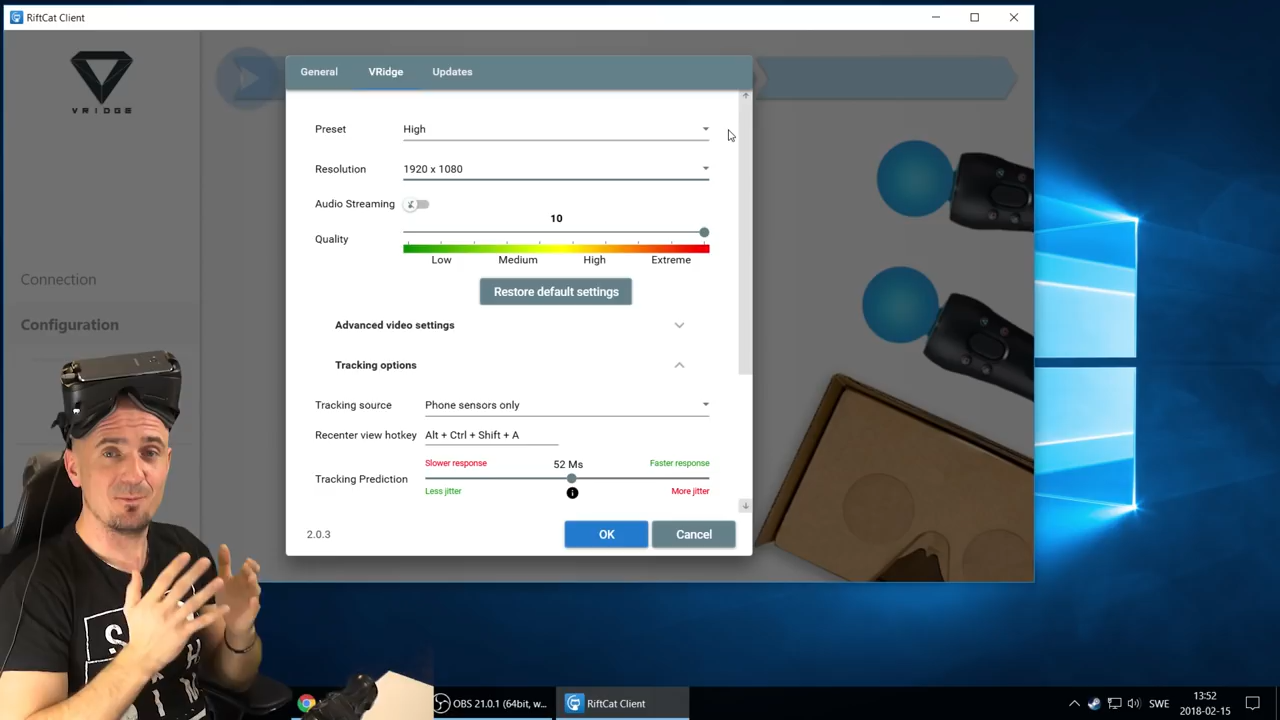 RiftCat Client
VRIDGE
General
VRidge
Updates
Preset
High
Resolution
1920 x 1080
Audio Streaming
10
Quality
Low
Medium
High
Extreme
Restore default settings
Advanced video settings
Tracking options
Tracking source
Phone sensors only
Recenter view hotkey
Alt + Ctrl + Shift + A
Slower response
52 Ms
Faster response
Tracking Prediction
Less jitter
More jitter
2.0.3
OK
Cancel
Connection
Configuration
OBS 21.0.1 (64bit, w...
RiftCat Client
SWE
13:52
2018-02-15